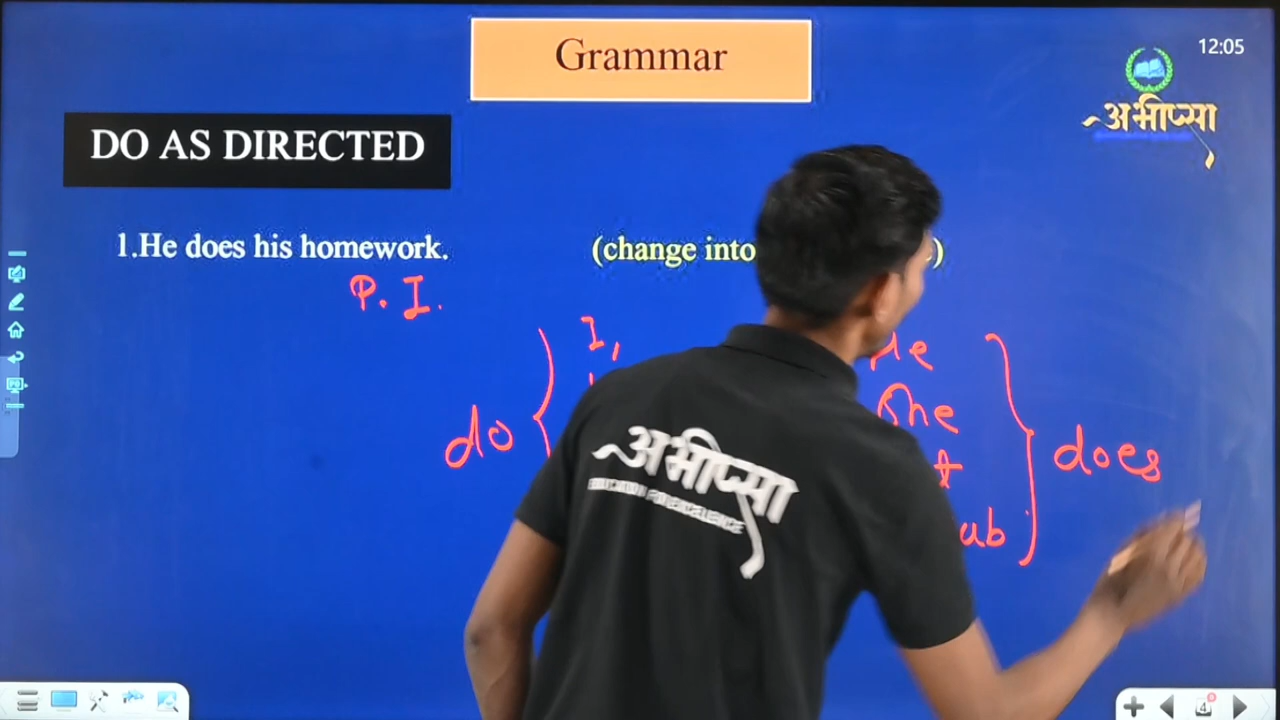 Grammar
12:05
अभीप्सा
DO AS DIRECTED
1.He does his homework.
(change into )
P. I.
I,
He
She
do
does
ub
अभीप्सा